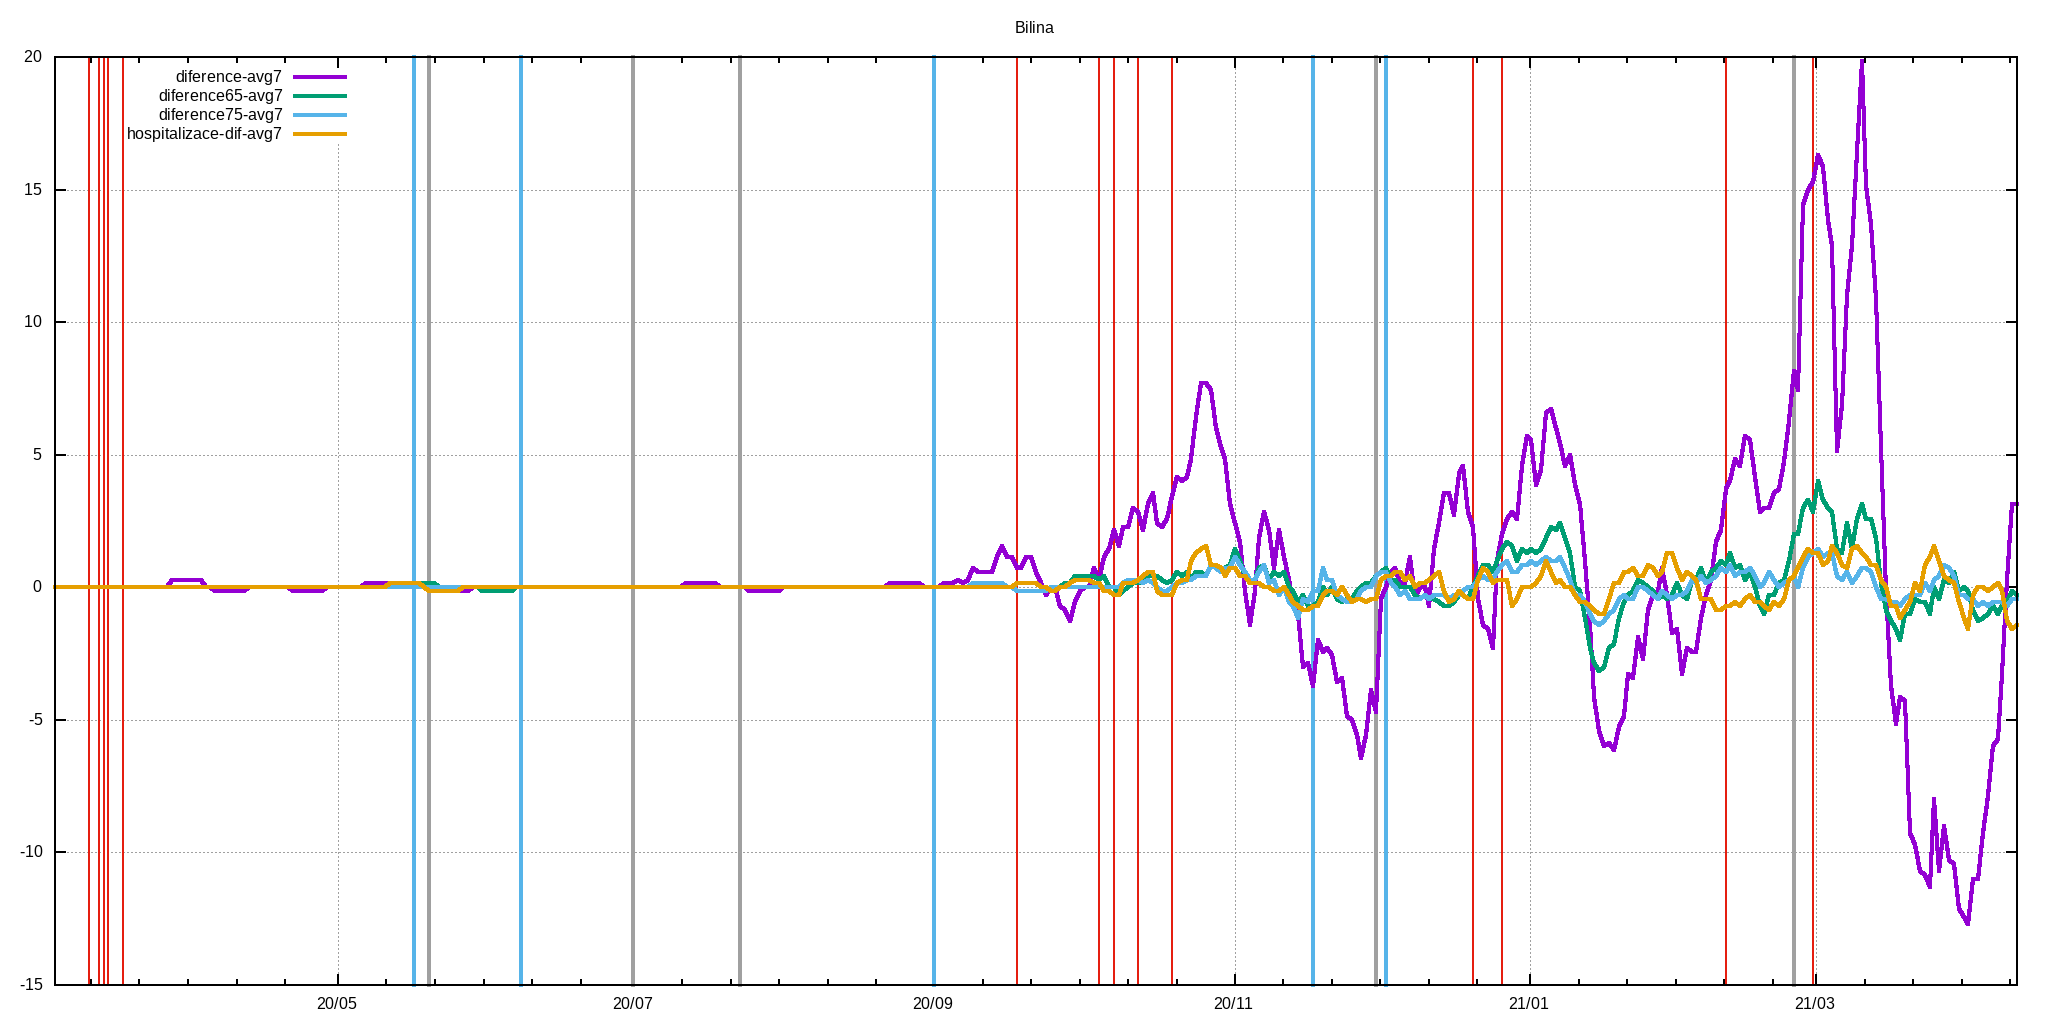 Bilina
20
diference-avg7
diference65-avg7
diference75-avg7
hospitalizace-dif-avg7
15
10
5
0
-5
-10
-15
20/05 20/07 20/09 20/11 21/01 21/03